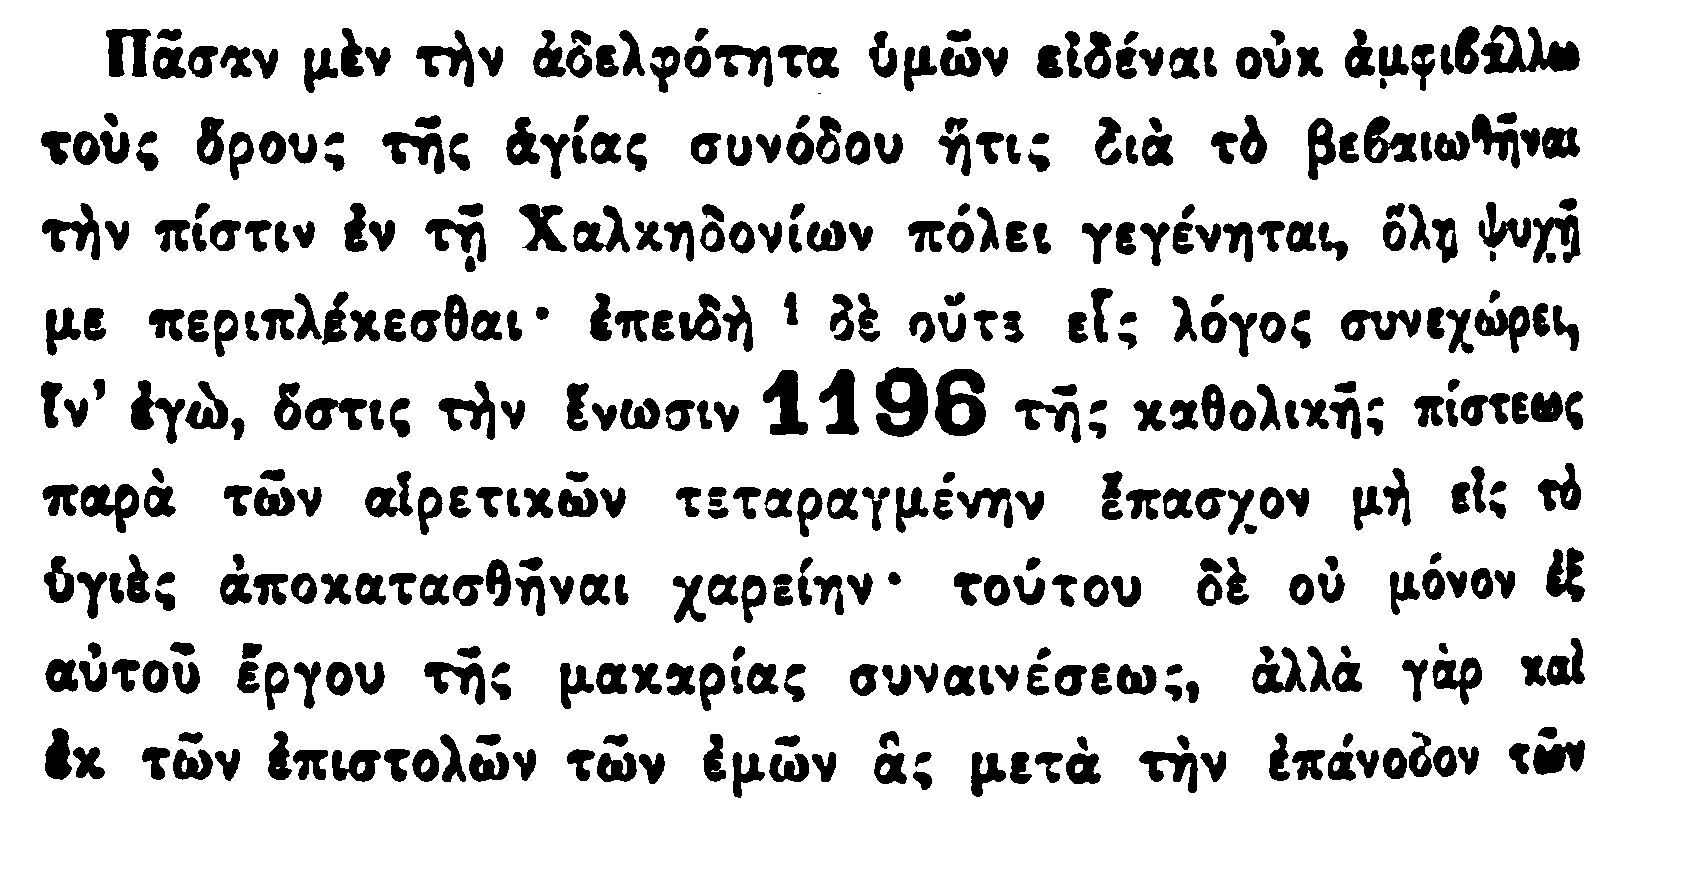 Πᾶσαν μὲν τὴν ἀδελφότητα ὑμῶν εἰδέναι οὐκ ἀμφιβάλλω
τοὺς ὅρους τῆς ἁγίας συνόδου ἥτις διὰ τὸ βεβαιωθῆναι
τὴν πίστιν ἐν τῇ Χαλκηδονίων πόλει γεγένηται, ὅλῃ ψυχῇ
με περιπλέκεσθαι· ἐπειδὴ ¹ δὲ οὔτε εἷς λόγος συνεχώρει,
ἵν’ ἐγὼ, ὅστις τὴν ἕνωσιν 1196 τῆς καθολικῆς πίστεως
παρὰ τῶν αἱρετικῶν τεταραγμένην ἔπασχον μὴ εἰς τὸ
ὑγιὲς ἀποκατασθῆναι χαρείην· τούτου δὲ οὐ μόνον ἐξ
αὐτοῦ ἔργου τῆς μακαρίας συναινέσεως, ἀλλὰ γὰρ καὶ
ἐκ τῶν ἐπιστολῶν τῶν ἐμῶν ἃς μετὰ τὴν ἐπάνοδον τῶν